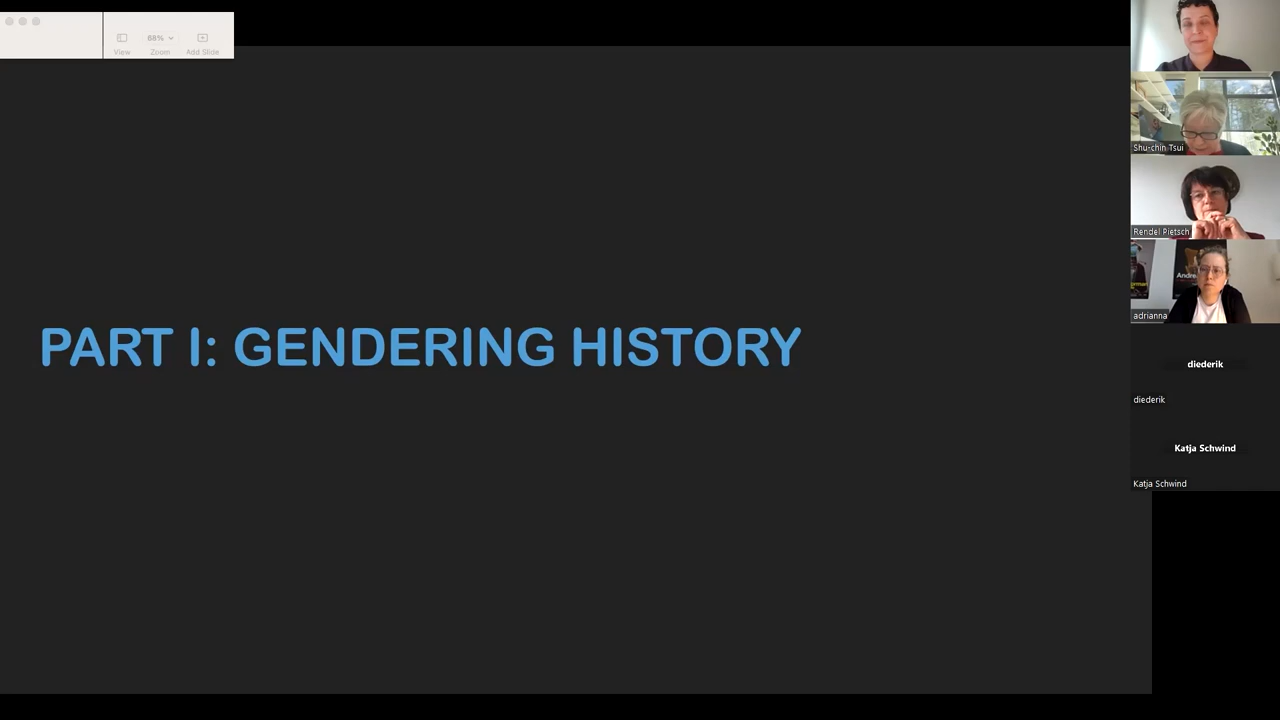 88%
View
Zoom
Add Slide
PART I: GENDERING HISTORY
Shu-chin Tsui
Rendel Pietsch
Andre
adrianna
diederik
diederik
Katja Schwind
Katja Schwind